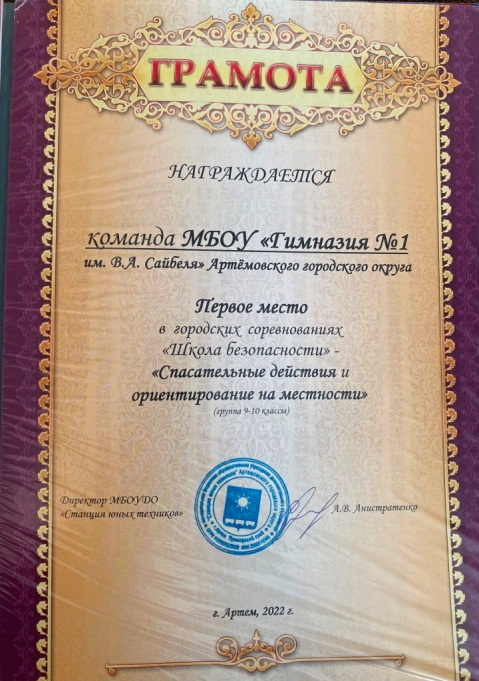 ГРАМОТА
НАГРАЖДАЕТСЯ
команда МБОУ «Гимназия №1
им. В.А. Сайбеля» Артёмовского городского округа
Первое место
в городских соревнованиях
«Школа безопасности» -
«Спасательные действия и
ориентирование на местности»
(группа 9-10 классы)
Директор МБОУДО
«Станция юных техников»
А.В. Анистратенко
г. Артем, 2022 г.